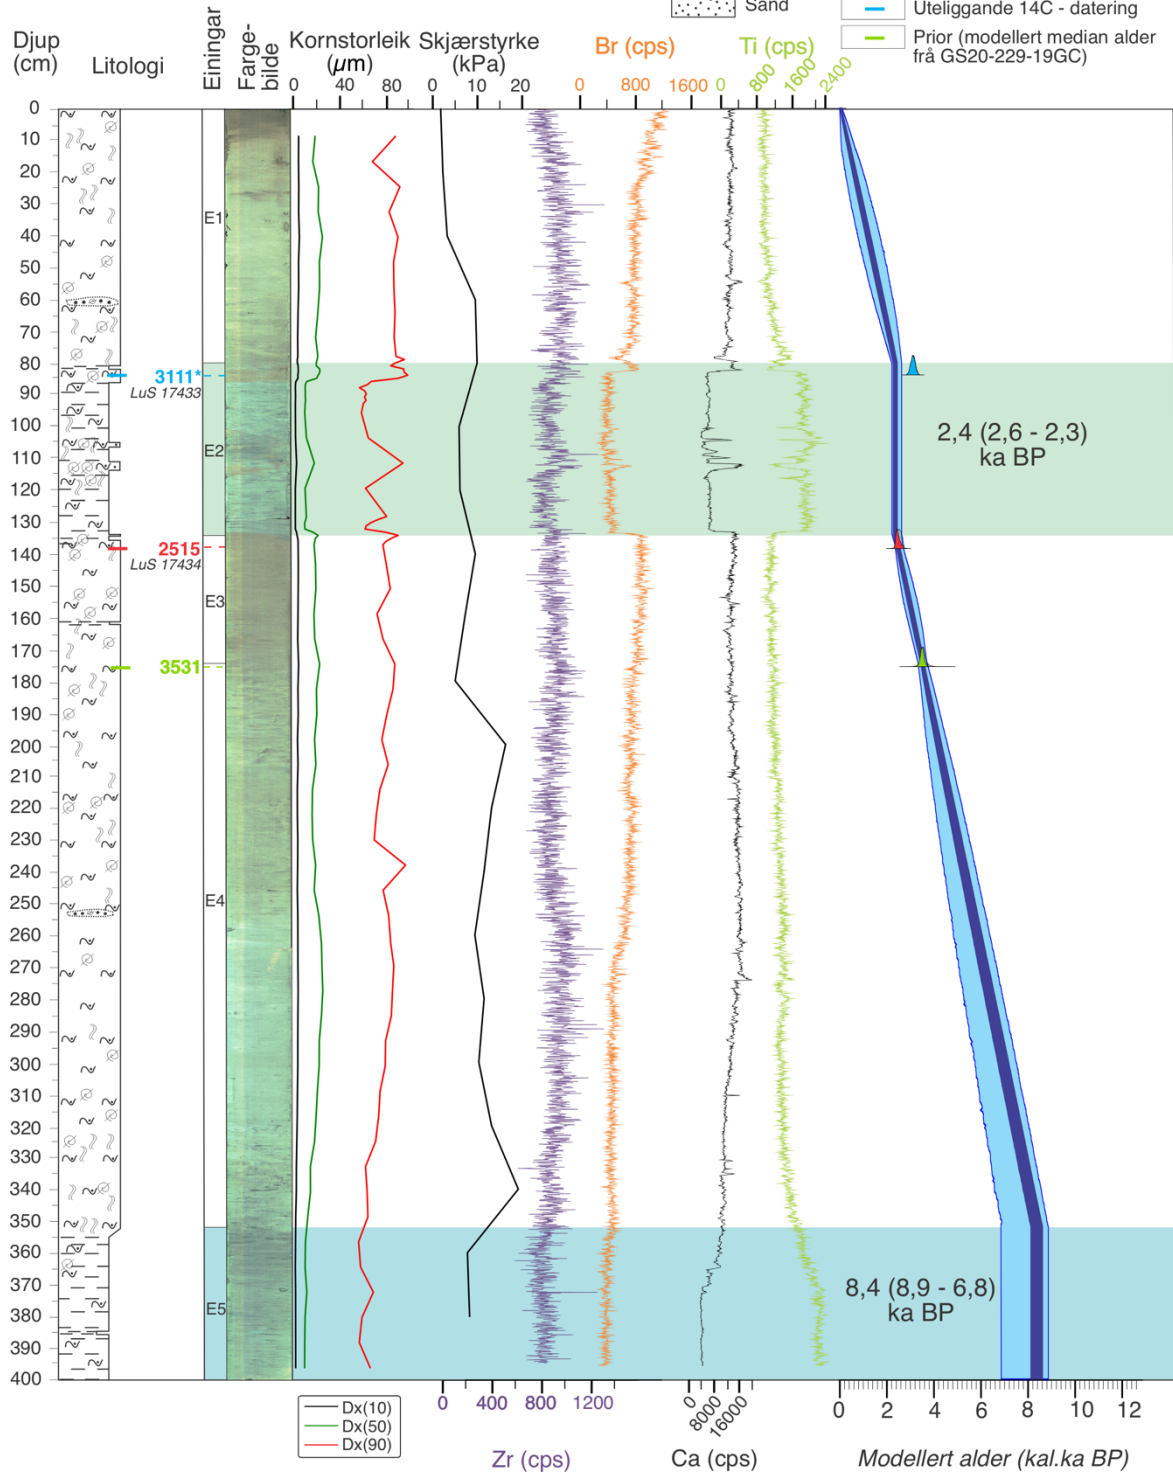 Sand
Uteliggande 14C - datering
Prior (modellert median alder
frå GS20-229-19GC)
Djup
(cm)
Litologi
Einingar
Farge-
bilde
Kornstorleik
(µm)
Skjærstyrke
(kPa)
Br (cps)
Ti (cps)
0 40 80
0 10 20
0 800 1600
0 800 1600 2400
0
10
20
30
40
50
60
70
80
90
100
110
120
130
140
150
160
170
180
190
200
210
220
230
240
250
260
270
280
290
300
310
320
330
340
350
360
370
380
390
400
3111*
LuS 17433
2515
LuS 17434
3531
E1
E2
E3
E4
E5
2,4 (2,6 - 2,3)
ka BP
8,4 (8,9 - 6,8)
ka BP
Dx(10)
Dx(50)
Dx(90)
0 400 800 1200
Zr (cps)
0 8000 16000
Ca (cps)
0 2 4 6 8 10 12
Modellert alder (kal.ka BP)